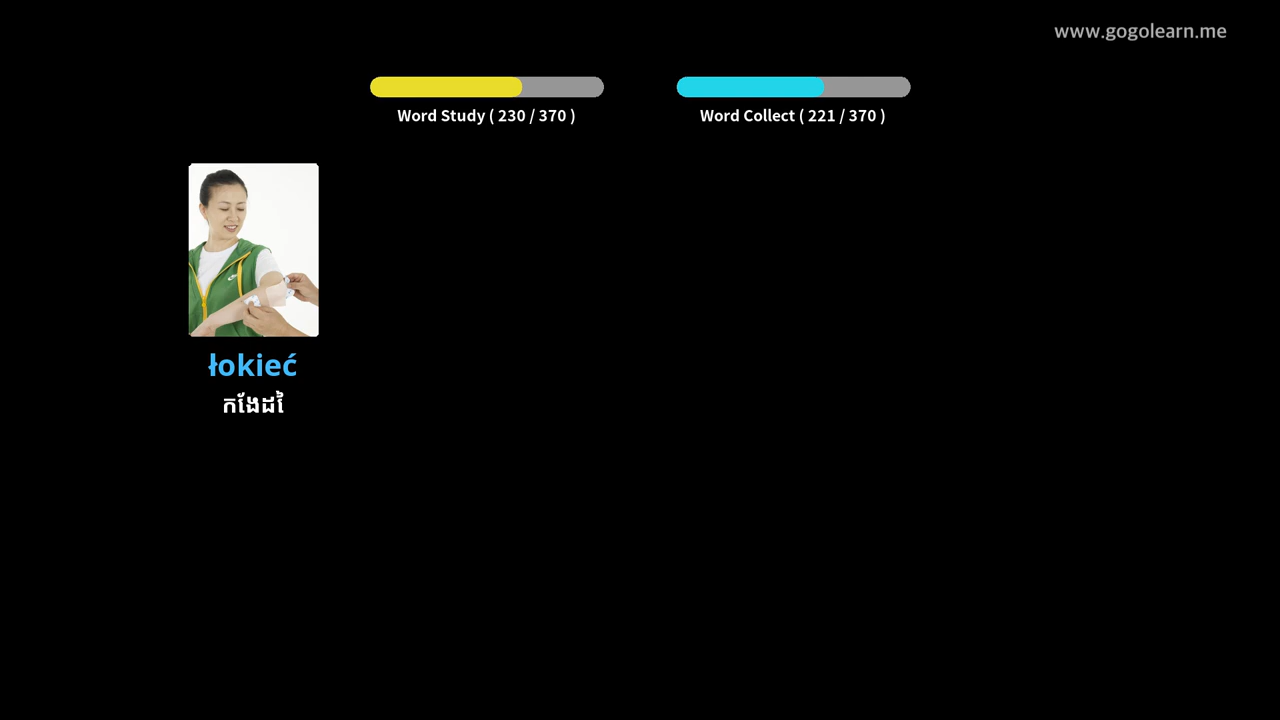 www.gogolearn.me
Word Study ( 230 / 370 )
Word Collect ( 221 / 370 )
łokieć
កែងដៃ